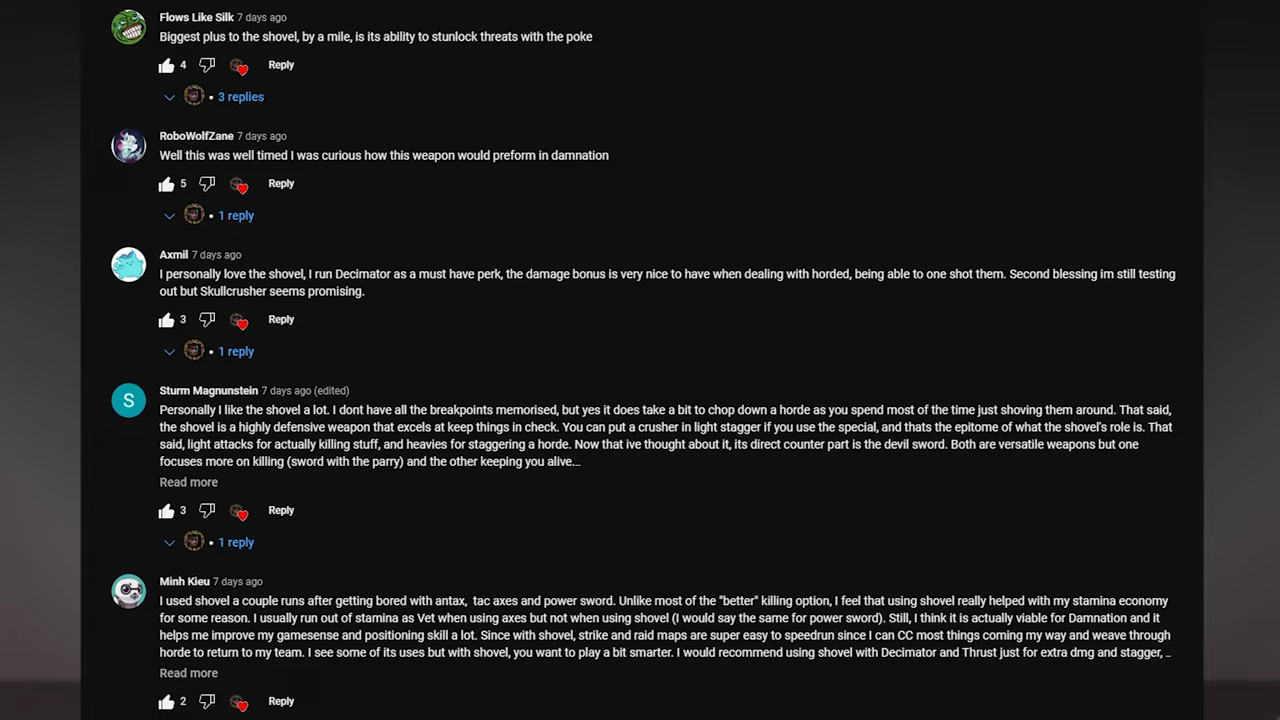 Flows Like Silk 7 days ago
Biggest plus to the shovel, by a mile, is its ability to stunlock threats with the poke
4 Reply
• 3 replies
RoboWolfZane 7 days ago
Well this was well timed I was curious how this weapon would preform in damnation
5 Reply
• 1 reply
Axmil 7 days ago
I personally love the shovel, I run Decimator as a must have perk, the damage bonus is very nice to have when dealing with horded, being able to one shot them. Second blessing im still testing
out but Skullcrusher seems promising.
3 Reply
• 1 reply
S
Sturm Magnunstein 7 days ago (edited)
Personally I like the shovel a lot. I dont have all the breakpoints memorised, but yes it does take a bit to chop down a horde as you spend most of the time just shoving them around. That said,
the shovel is a highly defensive weapon that excels at keep things in check. You can put a crusher in light stagger if you use the special, and thats the epitome of what the shovel's role is. That
said, light attacks for actually killing stuff, and heavies for staggering a horde. Now that ive thought about it, its direct counter part is the devil sword. Both are versatile weapons but one
focuses more on killing (sword with the parry) and the other keeping you alive...
Read more
3 Reply
• 1 reply
Minh Kieu 7 days ago
I used shovel a couple runs after getting bored with antax, tac axes and power sword. Unlike most of the "better" killing option, I feel that using shovel really helped with my stamina economy
for some reason. I usually run out of stamina as Vet when using axes but not when using shovel (I would say the same for power sword). Still, I think it is actually viable for Damnation and it
helps me improve my gamesense and positioning skill a lot. Since with shovel, strike and raid maps are super easy to speedrun since I can CC most things coming my way and weave through
horde to return to my team. I see some of its uses but with shovel, you want to play a bit smarter. I would recommend using shovel with Decimator and Thrust just for extra dmg and stagger, ...
Read more
2 Reply